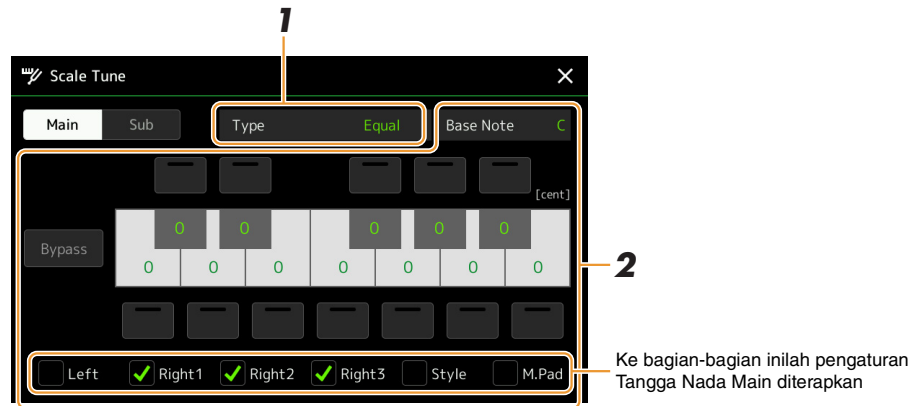 1
Scale Tune
Main Sub Type Equal Base Note C
[cent]
0 0 0 0 0
Bypass
0 0 0 0 0 0 0
2
Left Right1 Right2 Right3 Style M.Pad
Ke bagian-bagian inilah pengaturan
Tangga Nada Main diterapkan